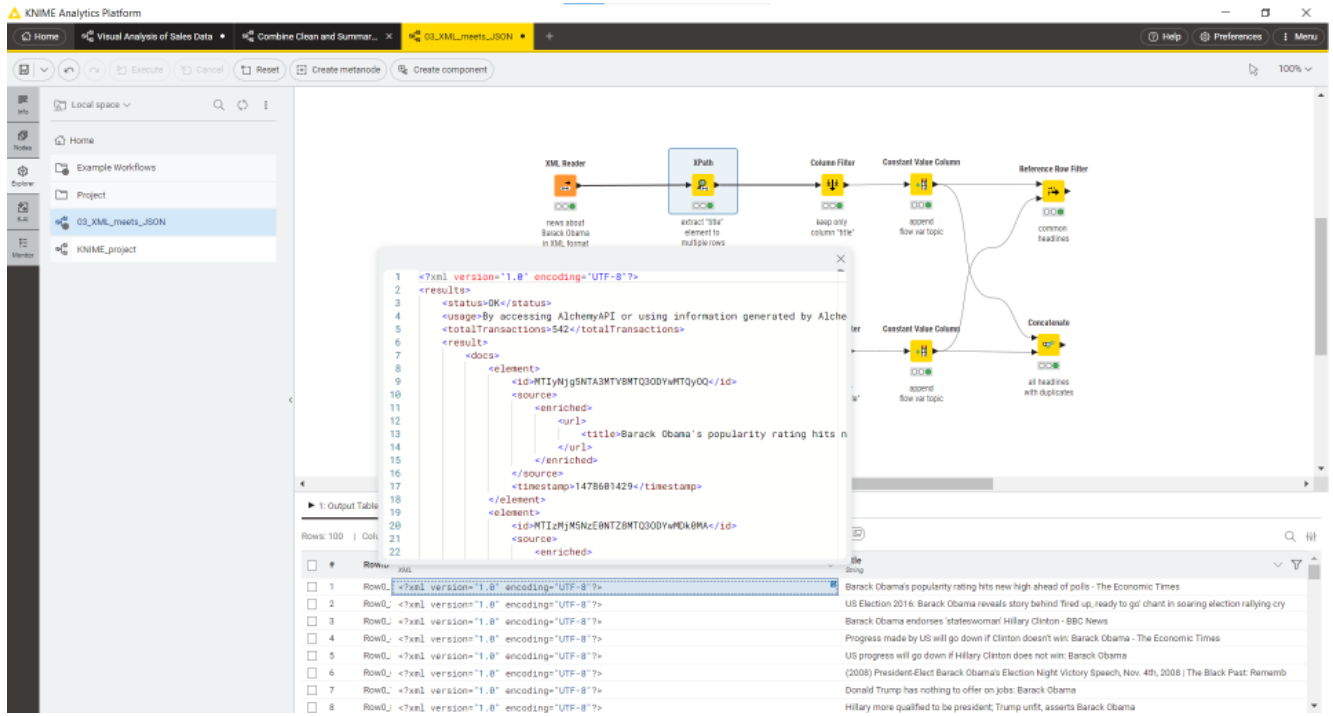 KNIME Analytics Platform
Home
Visual Analysis of Sales Data
Combine Clean and Summar...
03_XML_meets_JSON
Help
Preferences
Menu
Execute
Cancel
Reset
Create metanode
Create component
100%
Info
Nodes
Explorer
K-AI
Monitor
Local space
Home
Example Workflows
Project
03_XML_meets_JSON
KNIME_project
XML Reader
news about
Barack Obama
in XML format
XPath
extract "title"
element to
multiple rows
Column Filter
keep only
column "title"
Constant Value Column
append
flow var topic
Reference Row Filter
common
headlines
Constant Value Column
append
flow var topic
Concatenate
all headlines
with duplicates
1 <?xml version="1.0" encoding="UTF-8"?>
2 <results>
3 <status>OK</status>
4 <usage>By accessing AlchemyAPI or using information generated by Alche
5 <totalTransactions>542</totalTransactions>
6 <result>
7 <docs>
8 <element>
9 <id>MTIyNjg5NTA3MTV8MTQ3ODYwMTQyOQ</id>
10 <source>
11 <enriched>
12 <url>
13 <title>Barack Obama's popularity rating hits n
14 </url>
15 </enriched>
16 </source>
17 <timestamp>1478601429</timestamp>
18 </element>
19 <element>
20 <id>MTIzMjM5NzE0NTZ8MTQ3ODYwMDk0MA</id>
21 <source>
22 <enriched>
1: Output Table
Rows: 100 | Colu
# RowID XML title String
1 Row0_ <?xml version="1.0" encoding="UTF-8"?> Barack Obama's popularity rating hits new high ahead of polls - The Economic Times
2 Row0_ <?xml version="1.0" encoding="UTF-8"?> US Election 2016: Barack Obama reveals story behind 'fired up, ready to go' chant in soaring election rallying cry
3 Row0_ <?xml version="1.0" encoding="UTF-8"?> Barack Obama endorses 'stateswoman' Hillary Clinton - BBC News
4 Row0_ <?xml version="1.0" encoding="UTF-8"?> Progress made by US will go down if Clinton doesn't win: Barack Obama - The Economic Times
5 Row0_ <?xml version="1.0" encoding="UTF-8"?> US progress will go down if Hillary Clinton does not win: Barack Obama
6 Row0_ <?xml version="1.0" encoding="UTF-8"?> (2008) President-Elect Barack Obama's Election Night Victory Speech, Nov. 4th, 2008 | The Black Past: Rememb
7 Row0_ <?xml version="1.0" encoding="UTF-8"?> Donald Trump has nothing to offer on jobs: Barack Obama
8 Row0_ <?xml version="1.0" encoding="UTF-8"?> Hillary more qualified to be president; Trump unfit, asserts Barack Obama